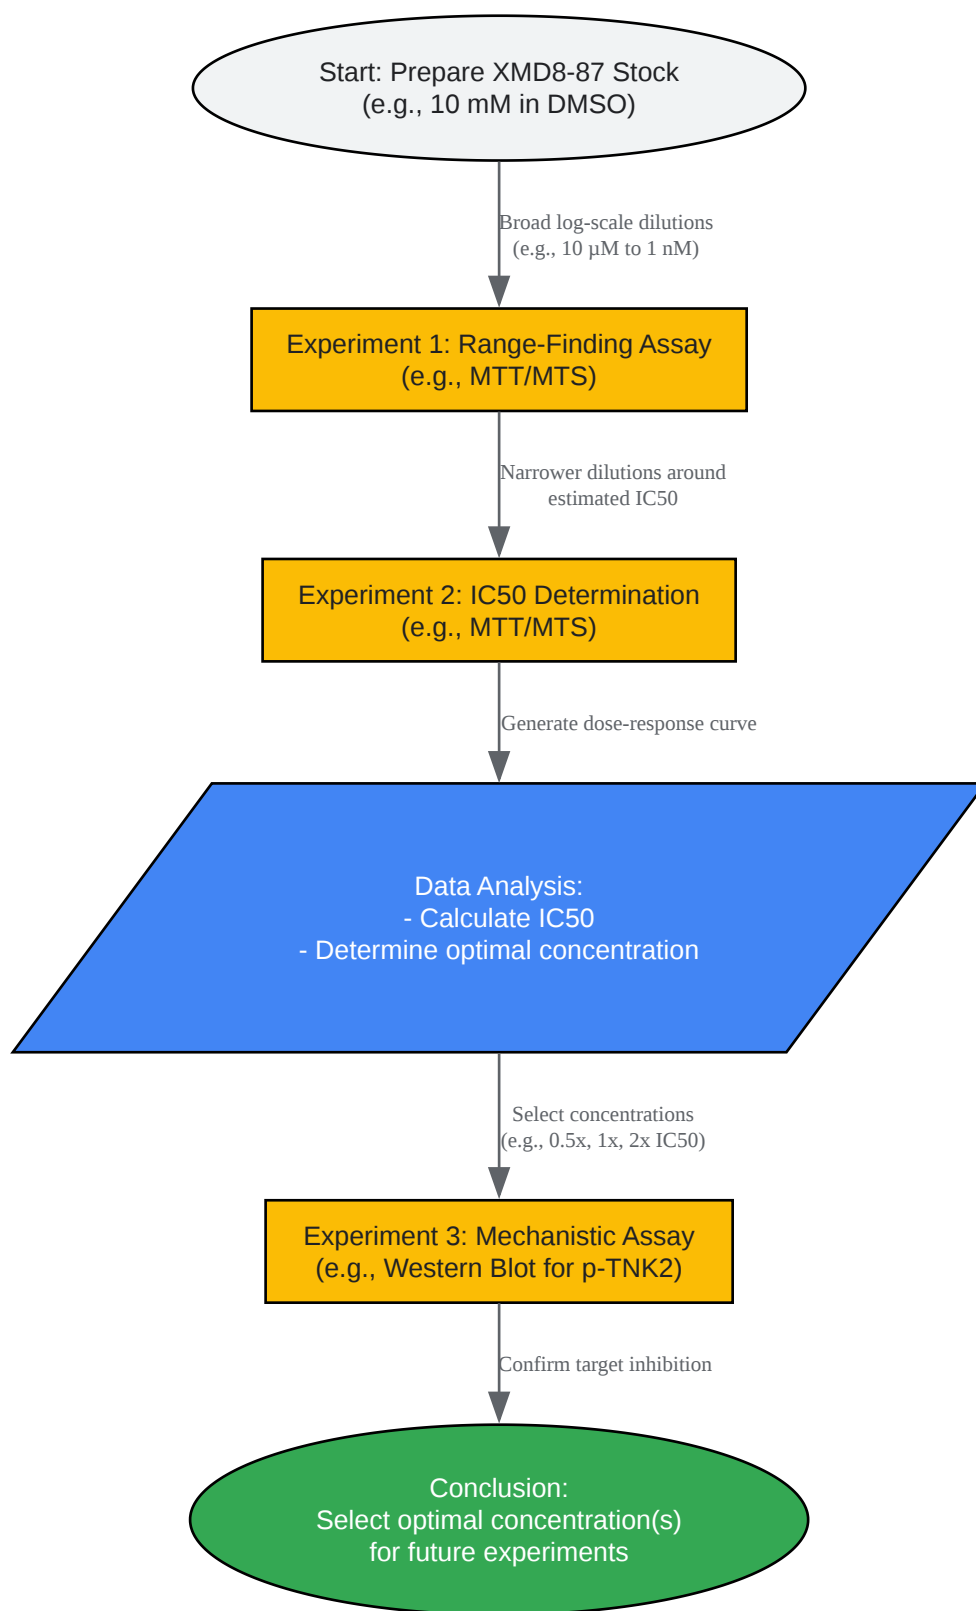 Start: Prepare XMD8-87 Stock
(e.g., 10 mM in DMSO)
Broad log-scale dilutions
(e.g., 10 µM to 1 nM)
Experiment 1: Range-Finding Assay
(e.g., MTT/MTS)
Narrower dilutions around
estimated IC50
Experiment 2: IC50 Determination
(e.g., MTT/MTS)
Generate dose-response curve
Data Analysis:
- Calculate IC50
- Determine optimal concentration
Select concentrations
(e.g., 0.5x, 1x, 2x IC50)
Experiment 3: Mechanistic Assay
(e.g., Western Blot for p-TNK2)
Confirm target inhibition
Conclusion:
Select optimal concentration(s)
for future experiments